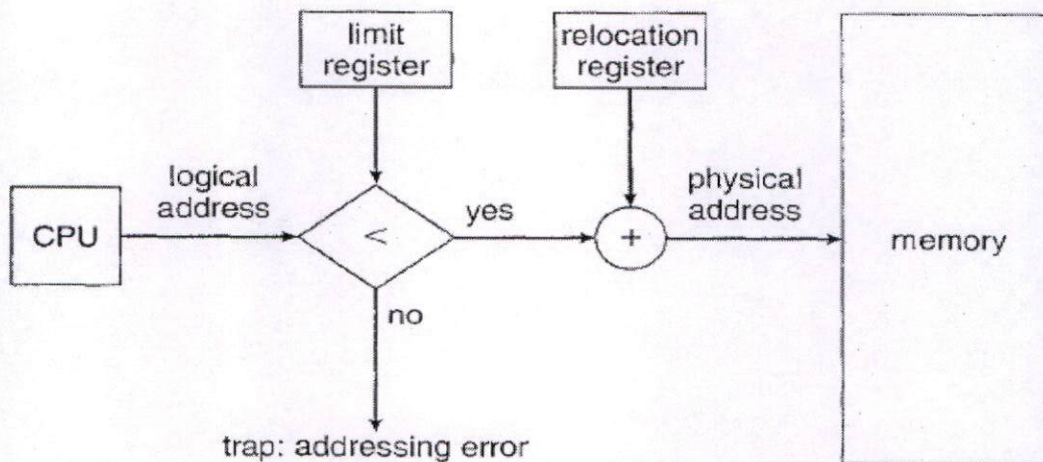 limit
register
relocation
register
logical
address
physical
address
CPU
<
yes
+
memory
no
trap: addressing error